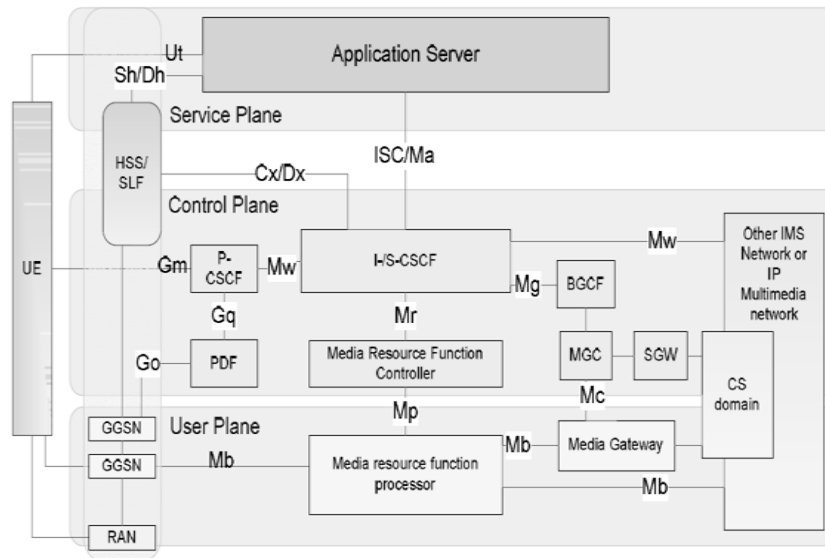 Ut
Application Server
Sh/Dh
Service Plane
HSS/
SLF
ISC/Ma
Cx/Dx
Control Plane
UE
Gm
P-
CSCF
Mw
I-/S-CSCF
Mw
Other IMS
Network or
IP
Multimedia
network
Mg
BGCF
Gq
Mr
Go
PDF
Media Resource Function
Controller
MGC
SGW
CS
domain
Mc
Mp
GGSN
User Plane
GGSN
Mb
Media resource function
processor
Mb
Media Gateway
Mb
RAN